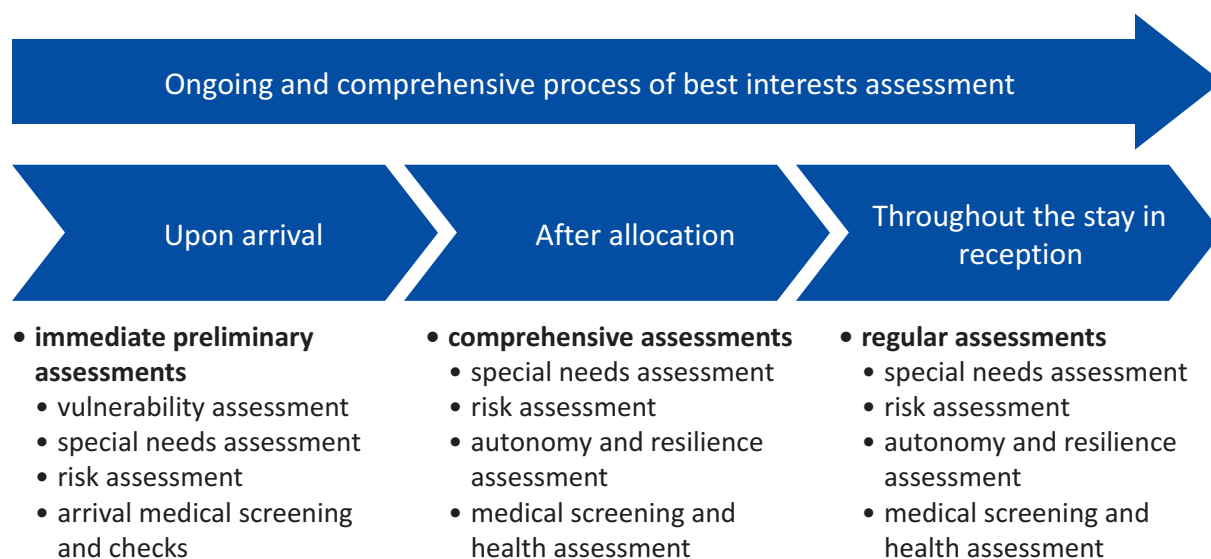 Ongoing and comprehensive process of best interests assessment
Upon arrival
After allocation
Throughout the stay in
reception
• immediate preliminary
assessments
• vulnerability assessment
• special needs assessment
• risk assessment
• arrival medical screening
and checks
• comprehensive assessments
• special needs assessment
• risk assessment
• autonomy and resilience
assessment
• medical screening and
health assessment
• regular assessments
• special needs assessment
• risk assessment
• autonomy and resilience
assessment
• medical screening and
health assessment